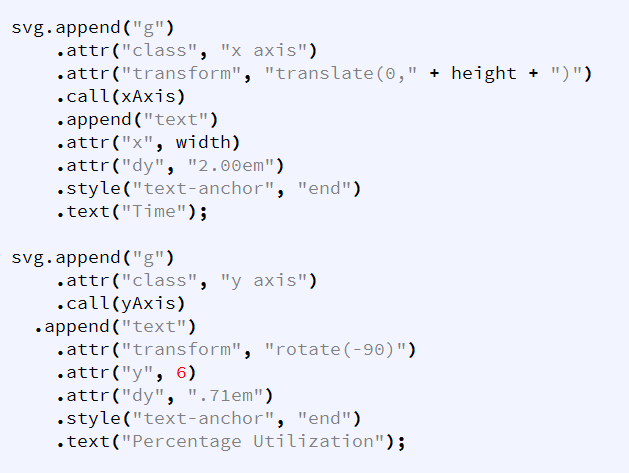 svg.append("g")
    .attr("class", "x axis")
    .attr("transform", "translate(0," + height + ")")
    .call(xAxis)
    .append("text")
    .attr("x", width)
    .attr("dy", "2.00em")
    .style("text-anchor", "end")
    .text("Time");

svg.append("g")
    .attr("class", "y axis")
    .call(yAxis)
  .append("text")
    .attr("transform", "rotate(-90)")
    .attr("y", 6)
    .attr("dy", ".71em")
    .style("text-anchor", "end")
    .text("Percentage Utilization");